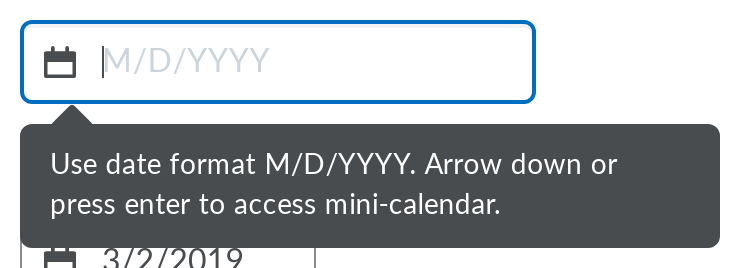 M/D/YYYY
Use date format M/D/YYYY. Arrow down or
press enter to access mini-calendar.
3/2/2019